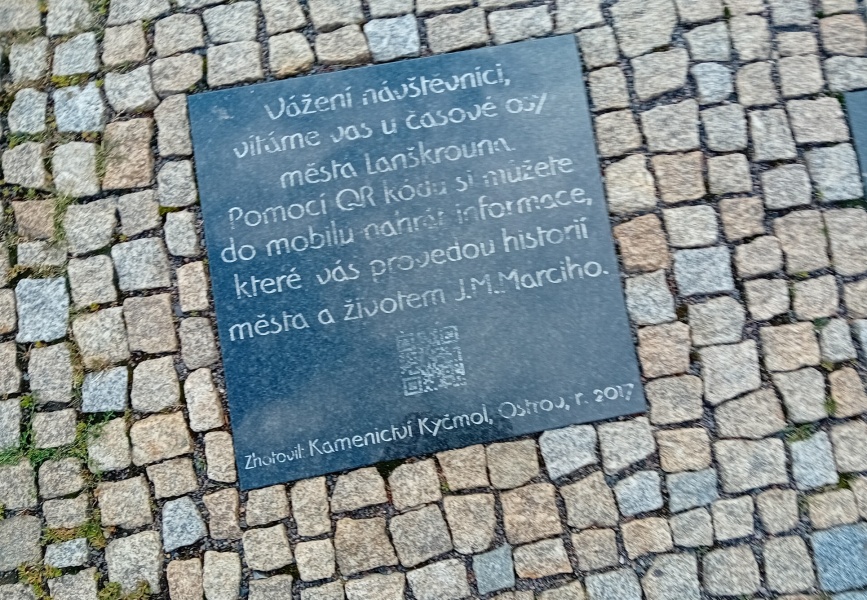 Vážení návštěvníci,
vítáme vás u časové osy
města Lanškrouna.
Pomocí QR kódu si můžete
do mobilu nahrát informace,
které vás provedou historií
města a životem J.M.Marciho.
Zhotovil: Kamenictví Kyčmol, Ostrov, r. 2017